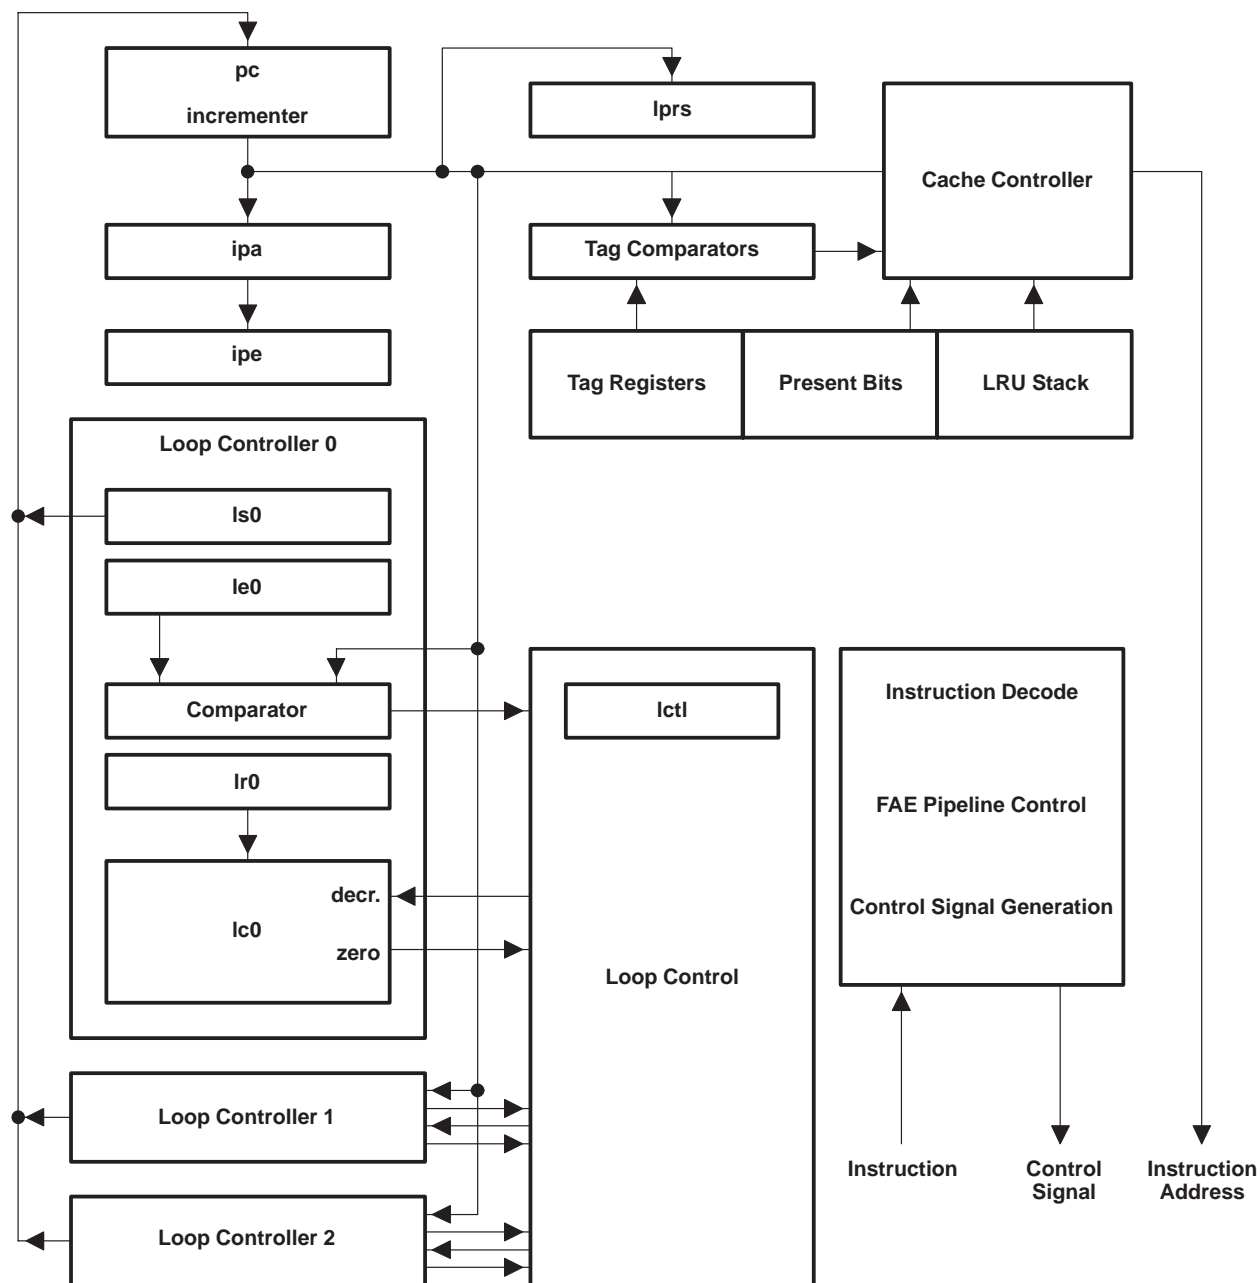 pc
incrementer
lprs
Cache Controller
ipa
Tag Comparators
ipe
Tag Registers
Present Bits
LRU Stack
Loop Controller 0
ls0
le0
Comparator
lr0
lc0
decr.
zero
lctl
Loop Control
Instruction Decode
FAE Pipeline Control
Control Signal Generation
Loop Controller 1
Loop Controller 2
Instruction
Control
Signal
Instruction
Address